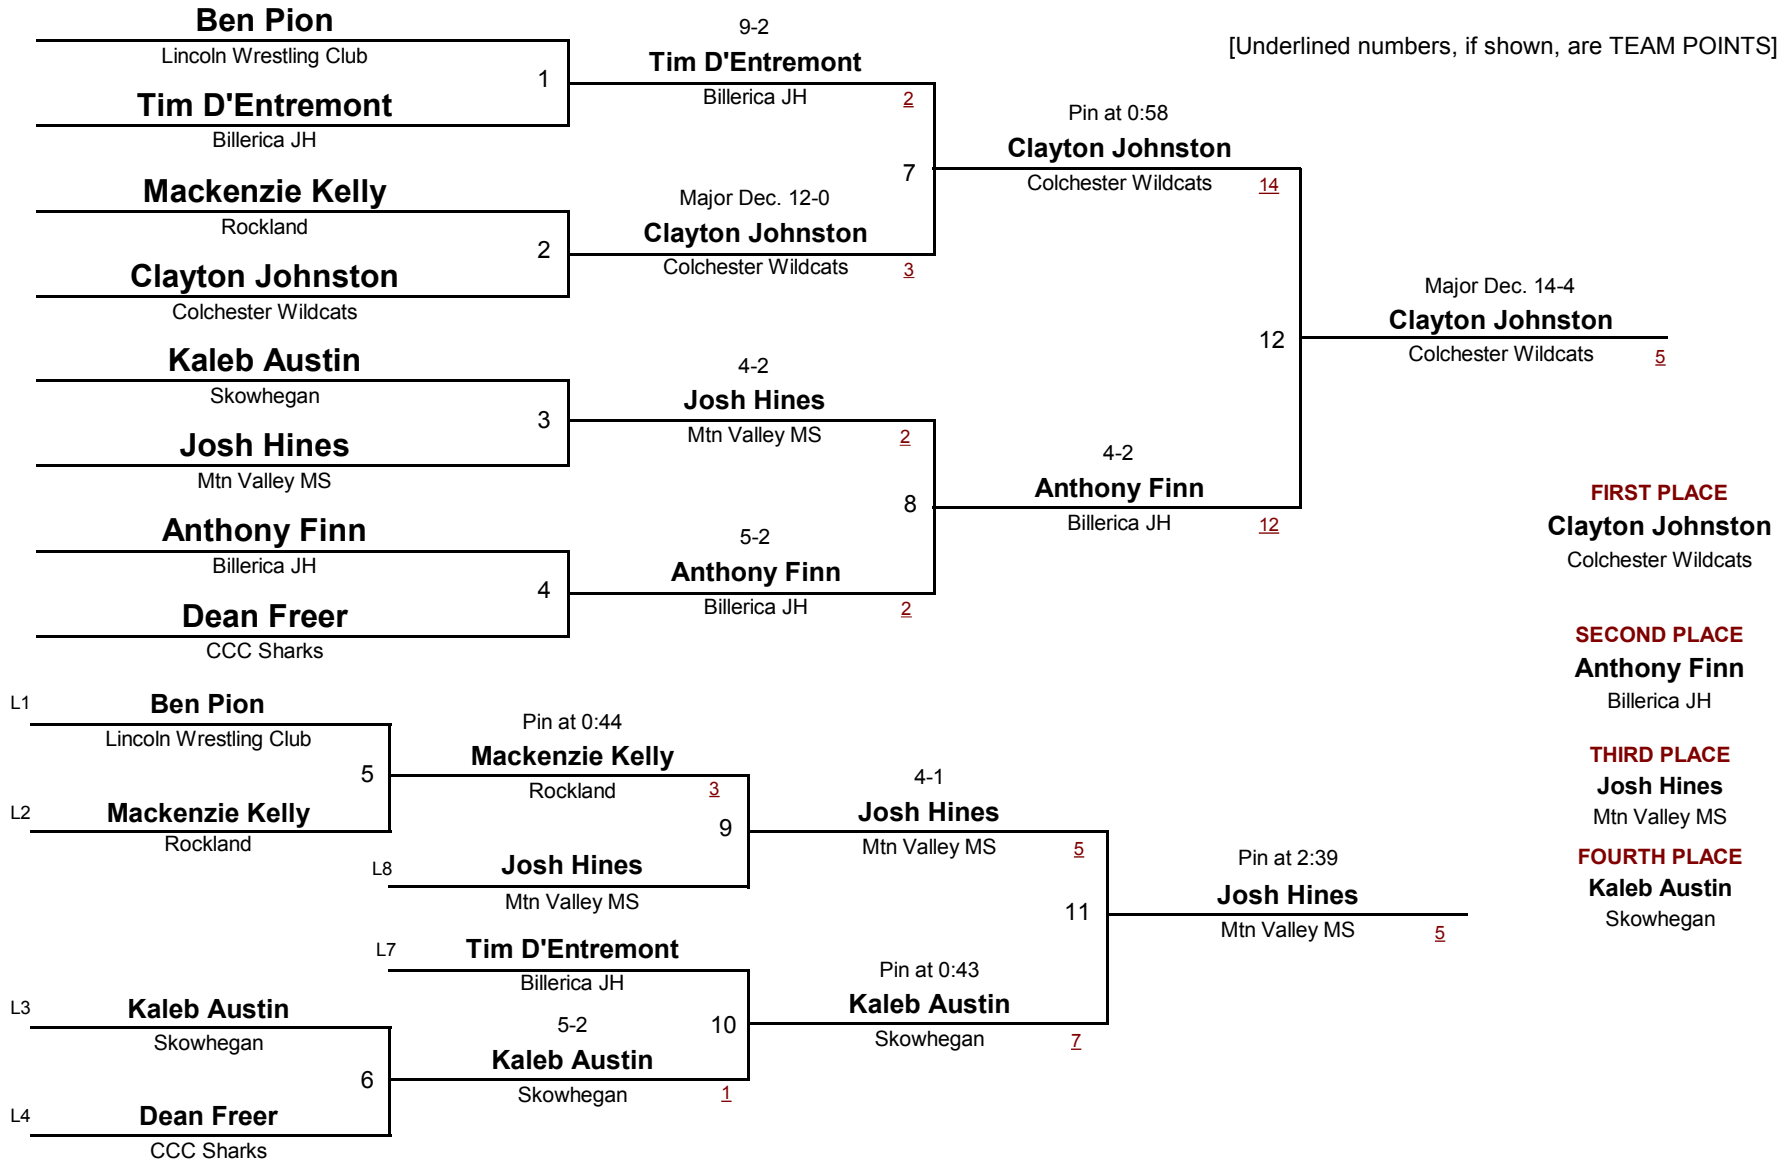 [Underlined numbers, if shown, are TEAM POINTS]
Ben Pion
Lincoln Wrestling Club
1
Tim D'Entremont
Billerica JH
9-2
Tim D'Entremont
Billerica JH 2
Mackenzie Kelly
Rockland
2
Clayton Johnston
Colchester Wildcats
Major Dec. 12-0
Clayton Johnston
Colchester Wildcats 3
7
Pin at 0:58
Clayton Johnston
Colchester Wildcats 14
Kaleb Austin
Skowhegan
3
Josh Hines
Mtn Valley MS
4-2
Josh Hines
Mtn Valley MS 2
Anthony Finn
Billerica JH
4
Dean Freer
CCC Sharks
5-2
Anthony Finn
Billerica JH 2
8
4-2
Anthony Finn
Billerica JH 12
12
Major Dec. 14-4
Clayton Johnston
Colchester Wildcats 5
FIRST PLACE
Clayton Johnston
Colchester Wildcats
SECOND PLACE
Anthony Finn
Billerica JH
THIRD PLACE
Josh Hines
Mtn Valley MS
FOURTH PLACE
Kaleb Austin
Skowhegan
L1 Ben Pion
Lincoln Wrestling Club
5
L2 Mackenzie Kelly
Rockland
Pin at 0:44
Mackenzie Kelly
Rockland 3
9
L8 Josh Hines
Mtn Valley MS
4-1
Josh Hines
Mtn Valley MS 5
L7 Tim D'Entremont
Billerica JH
L3 Kaleb Austin
Skowhegan
6
L4 Dean Freer
CCC Sharks
5-2
Kaleb Austin
Skowhegan 1
10
Pin at 0:43
Kaleb Austin
Skowhegan 7
11
Pin at 2:39
Josh Hines
Mtn Valley MS 5